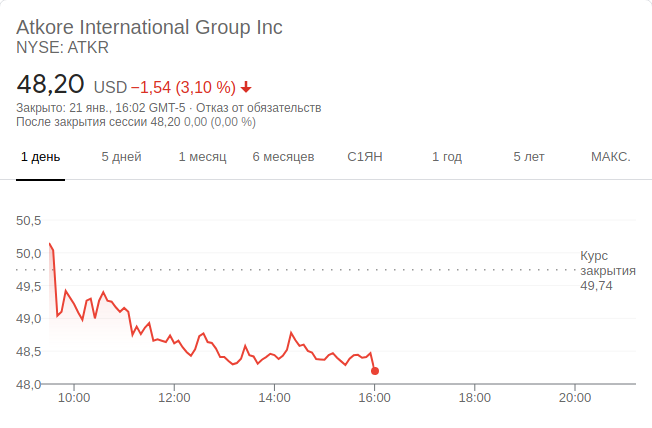 Atkore International Group Inc
NYSE: ATKR
48,20 USD −1,54 (3,10 %)
Закрыто: 21 янв., 16:02 GMT-5 · Отказ от обязательств
После закрытия сессии 48,20 0,00 (0,00 %)
1 день 5 дней 1 месяц 6 месяцев С1ЯН 1 год 5 лет МАКС.
50,5
50,0
49,5
49,0
48,5
48,0
Курс
закрытия
49,74
10:00 12:00 14:00 16:00 18:00 20:00